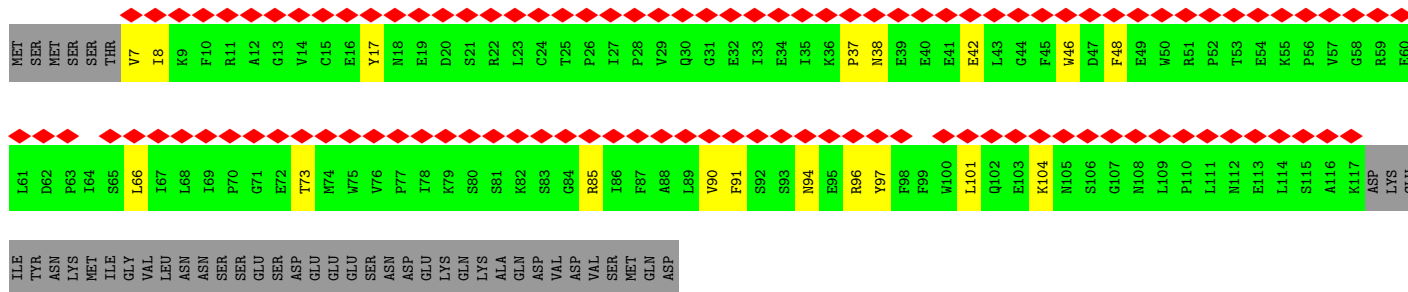 MET SER MET SER SER THR V7 I8 K9 F10 R11 A12 G13 V14 C15 E16 Y17 N18 E19 D20 S21 R22 L23 C24 T25 P26 I27 P28 V29 Q30 G31 E32 I33 E34 I35 K36 P37 N38 E39 E40 E41 E42 L43 G44 F45 W46 D47 F48 E49 W50 R51 P52 T53 E54 K55 P56 V57 G58 R59 E60
L61 D62 P63 I64 S65 L66 I67 L68 I69 P70 G71 E72 T73 M74 W75 V76 P77 I78 K79 S80 S81 K82 S83 G84 R85 I86 F87 A88 L89 V90 F91 S92 S93 N94 E95 R96 Y97 F98 F99 W100 L101 Q102 E103 K104 N105 S106 G107 N108 L109 P110 L111 N112 E113 L114 S115 A116 K117 ASP LYS GLU
ILE TYR ASN LYS MET ILE GLY VAL LEU ASN ASN SER SER GLU SER ASP GLU GLU GLU SER ASN ASP GLU LYS GLN LYS ALA GLN ASP VAL ASP VAL SER MET GLN ASP